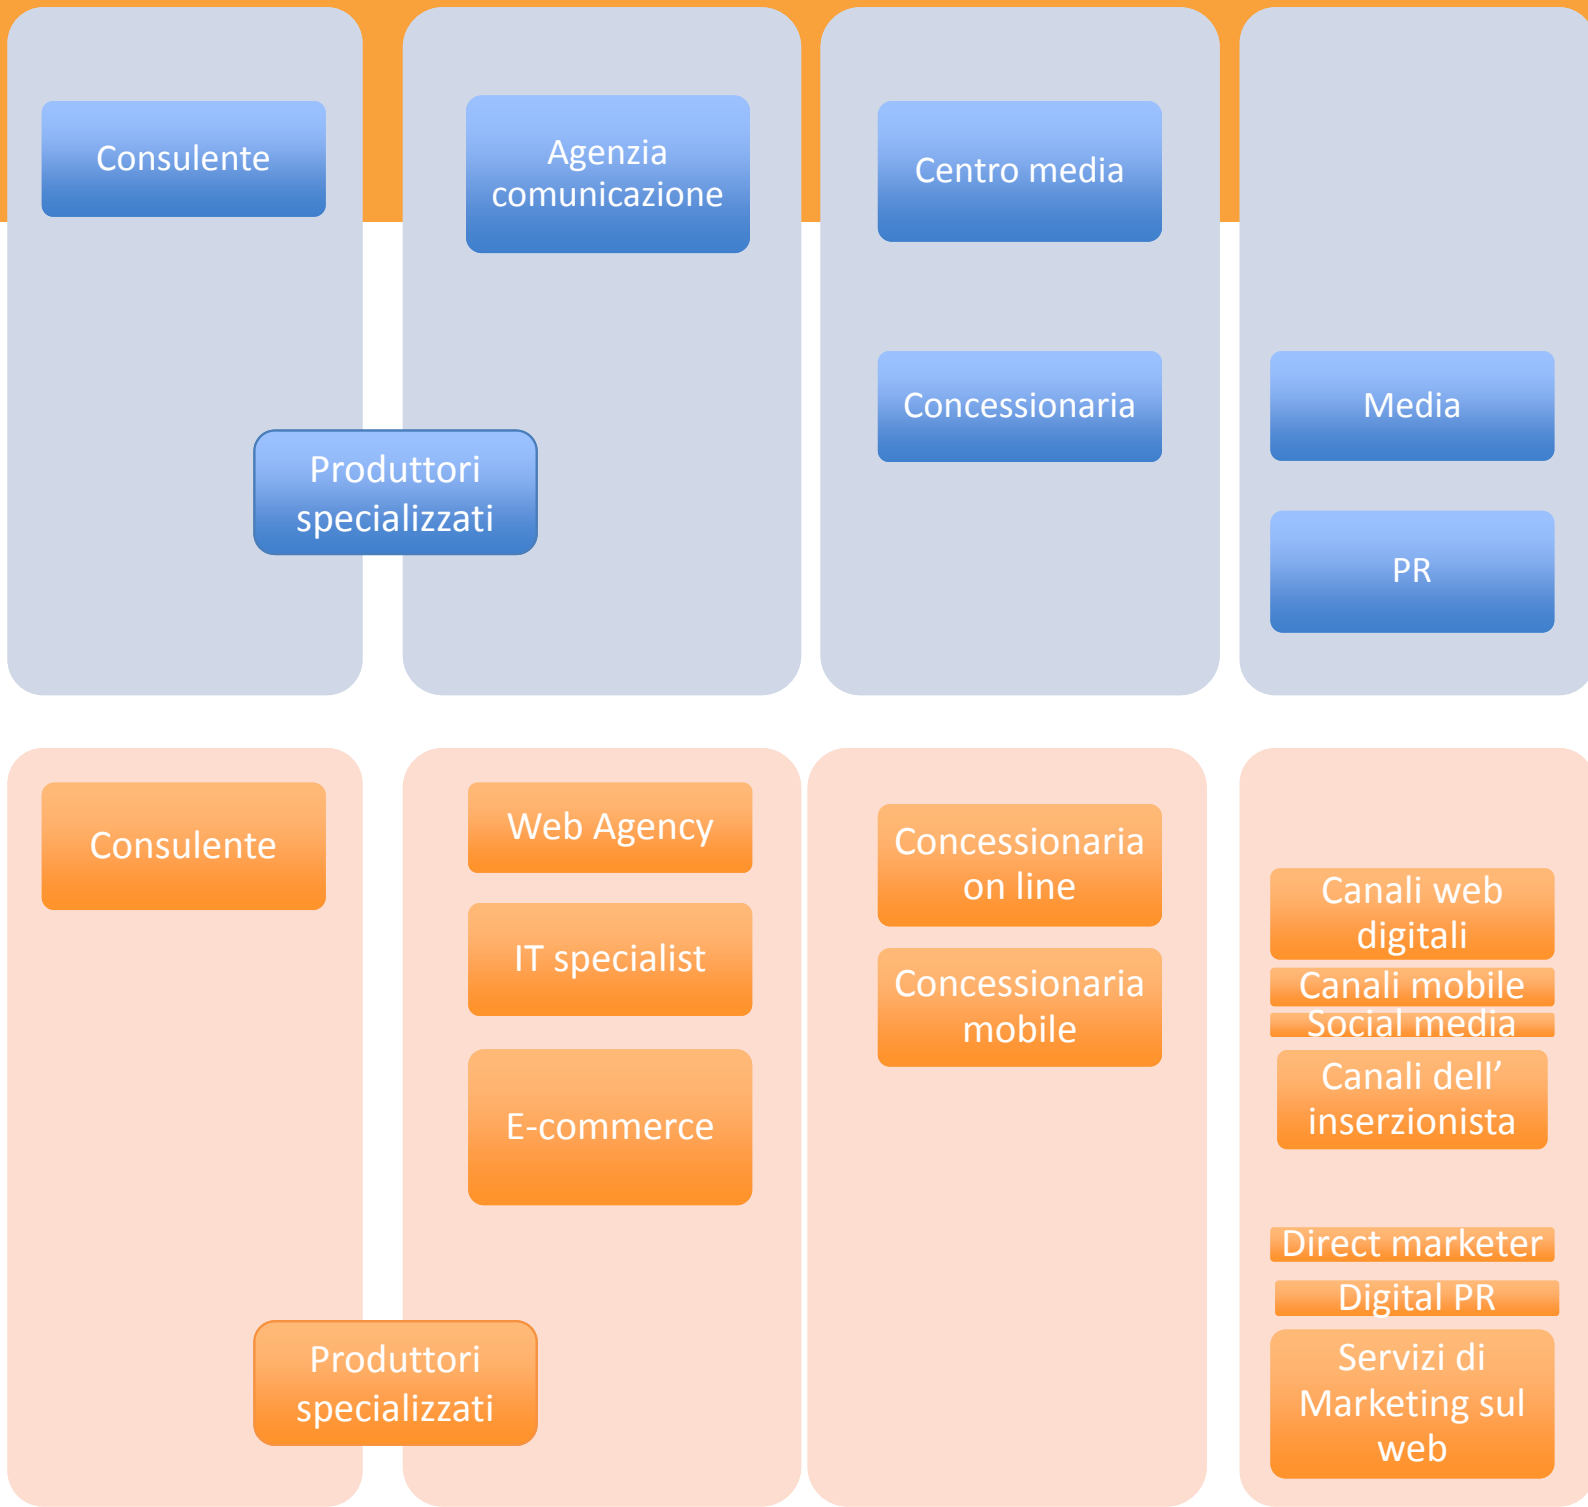 Consulente
Agenzia
comunicazione
Centro media
Concessionaria
Media
Produttori
specializzati
PR
Consulente
Web Agency
IT specialist
E-commerce
Concessionaria
on line
Concessionaria
mobile
Canali web
digitali
Canali mobile
Social media
Canali dell’
inserzionista
Direct marketer
Digital PR
Produttori
specializzati
Servizi di
Marketing sul
web